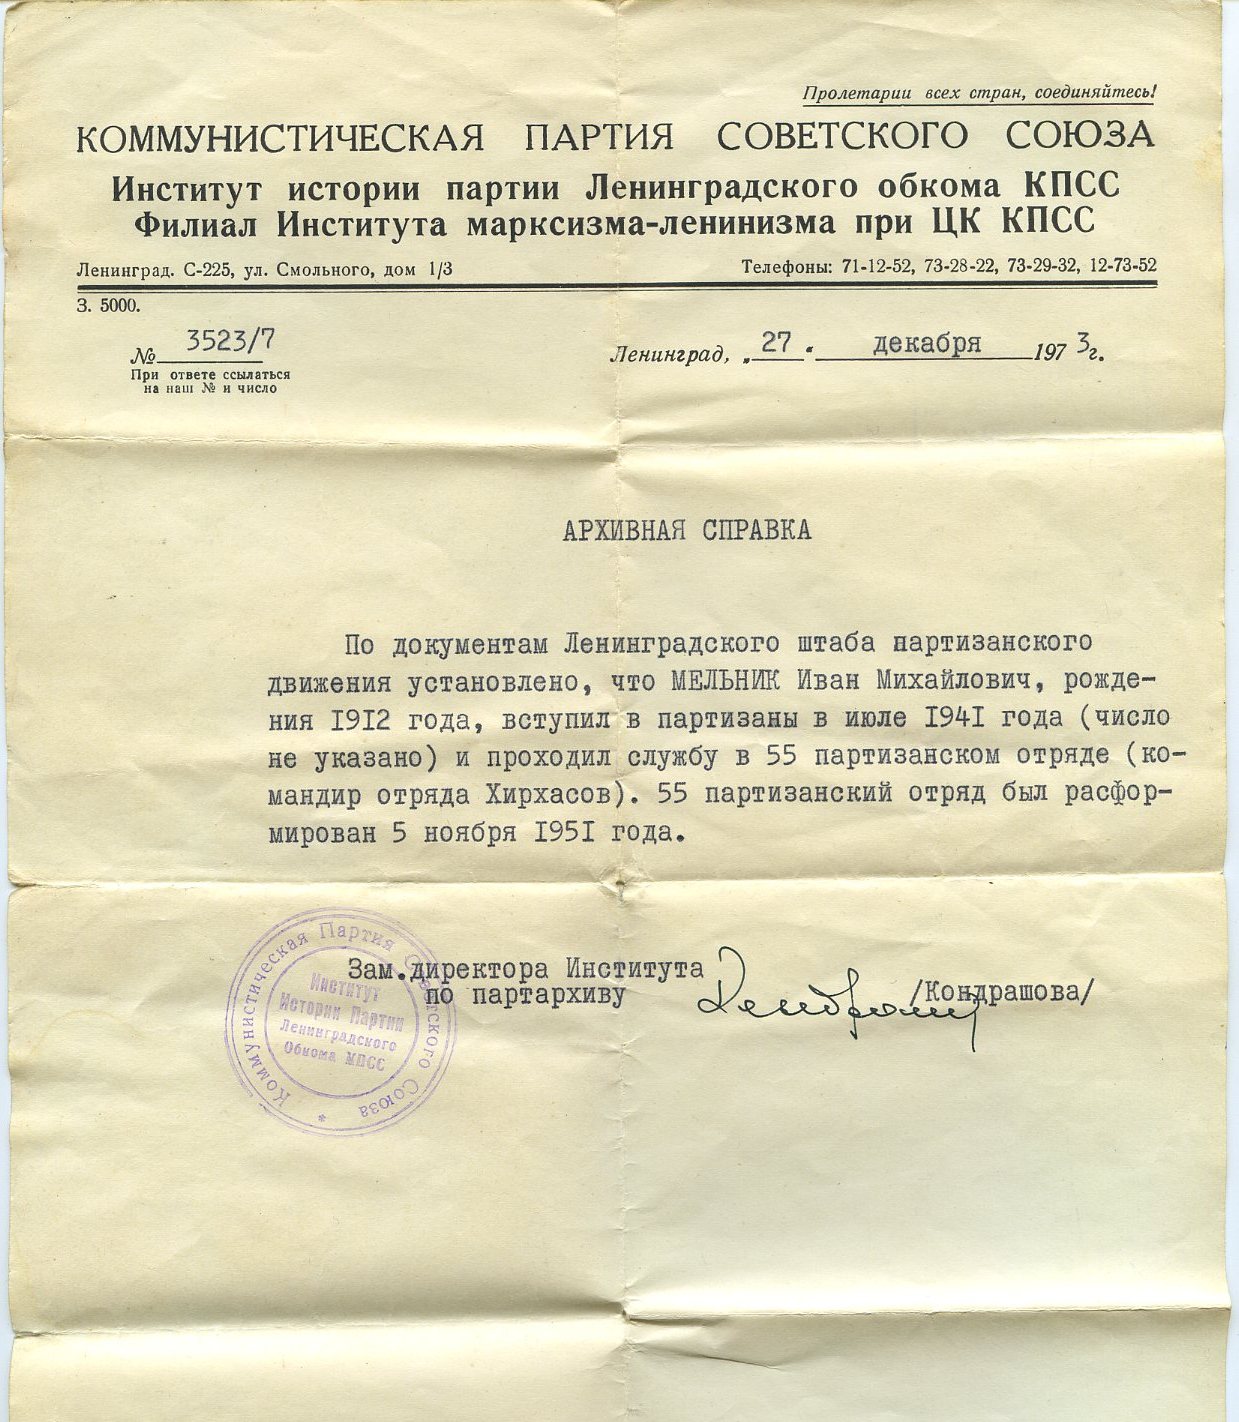 Пролетарии всех стран, соединяйтесь!
КОММУНИСТИЧЕСКАЯ ПАРТИЯ СОВЕТСКОГО СОЮЗА
Институт истории партии Ленинградского обкома КПСС
Филиал Института марксизма-ленинизма при ЦК КПСС
Ленинград. С-225, ул. Смольного, дом 1/3
Телефоны: 71-12-52, 73-28-22, 73-29-32, 12-73-52
З. 5000.
№ 3523/7
Ленинград, „27" декабря 1973г.
При ответе ссылаться
на наш № и число
АРХИВНАЯ СПРАВКА
По документам Ленинградского штаба партизанского
движения установлено, что МЕЛЬНИК Иван Михайлович, рожде-
ния 1912 года, вступил в партизаны в июле 1941 года (число
не указано) и проходил службу в 55 партизанском отряде (ко-
мандир отряда Хирхасов). 55 партизанский отряд был расфор-
мирован 5 ноября 1951 года.
Зам.директора Института
по партархиву
/Кондрашова/
Коммунистическая Партия Советского Союза *
Институт
Истории Партии
Ленинградского
Обкома КПСС